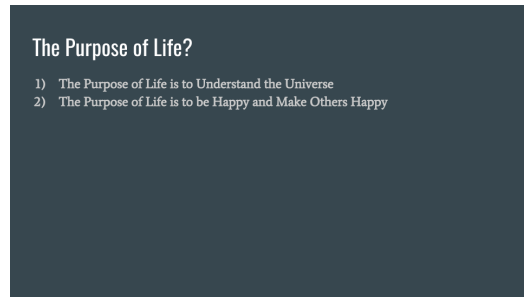 The Purpose of Life?
1) The Purpose of Life is to Understand the Universe
2) The Purpose of Life is to be Happy and Make Others Happy